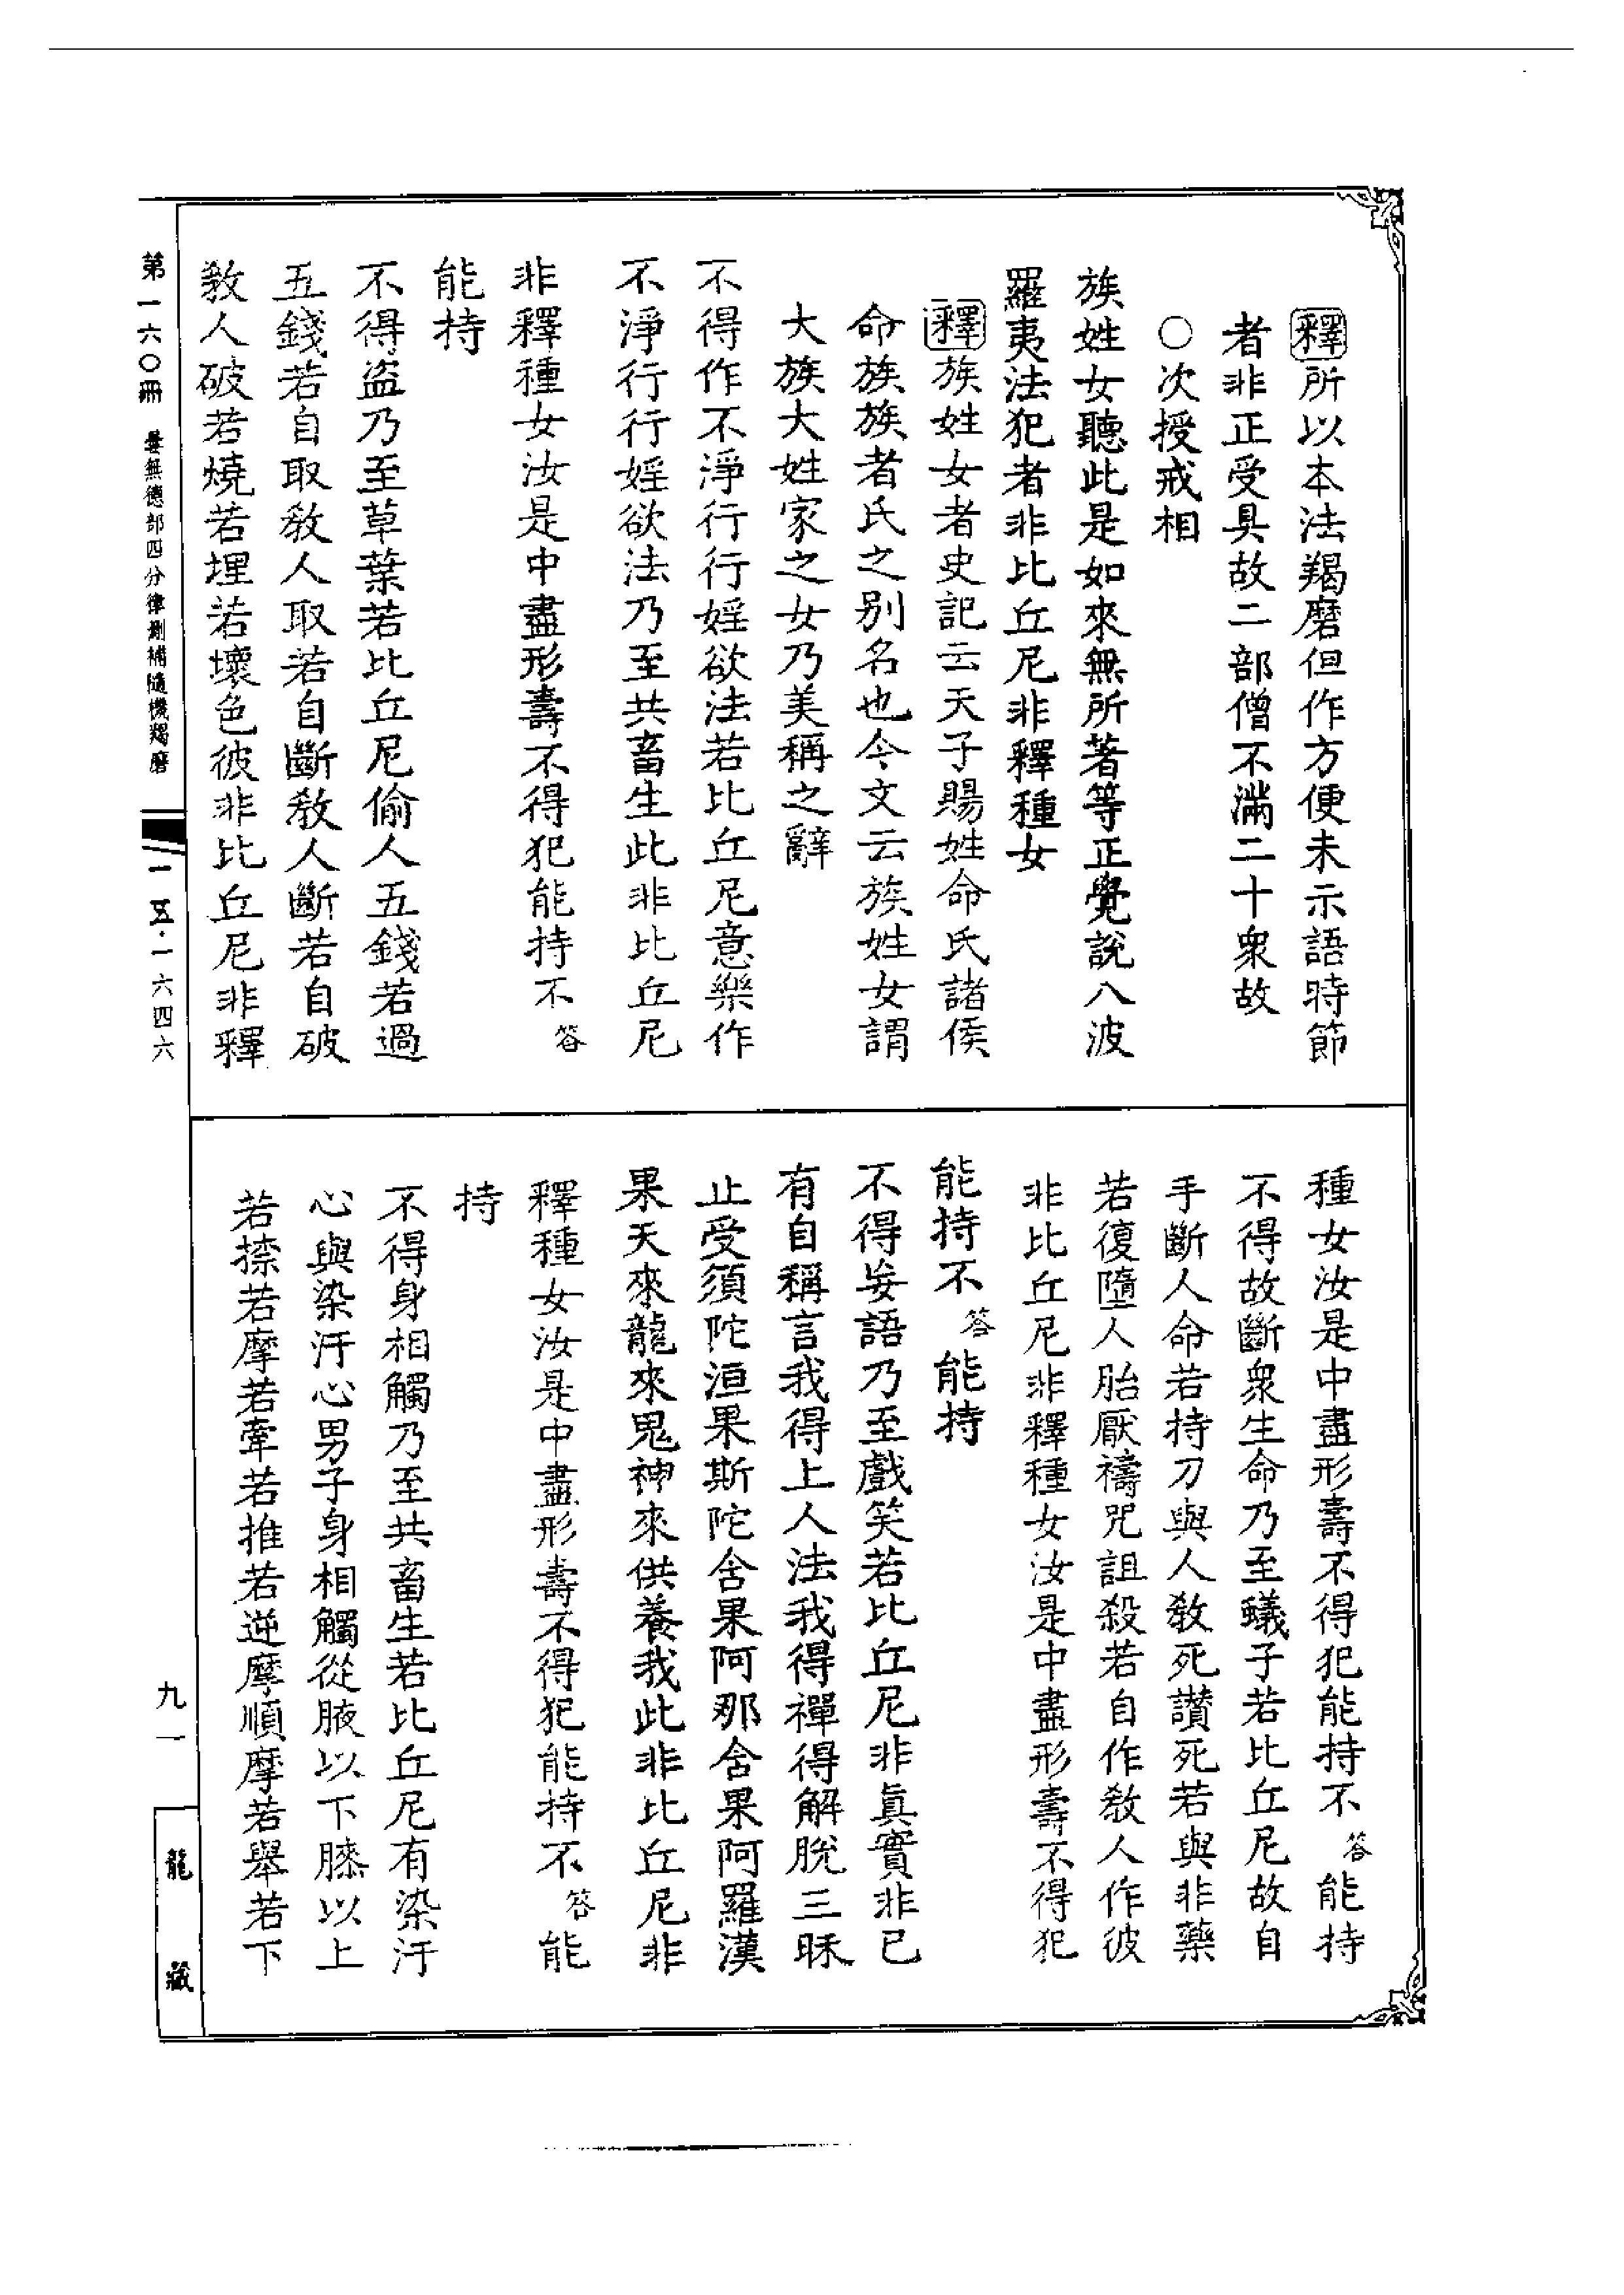 釋所以本法羯磨但作方便未示語時節
者非正受具故二部僧不滿二十衆故
○次授戒相
族姓女聽此是如來無所著等正覺說八波
羅夷法犯者非比丘尼非釋種女
釋族姓女者史記云天子賜姓命氏諸侯
命族族者氏之別名也今文云族姓女謂
大族大姓家之女乃美稱之辭
不得作不淨行行婬欲法若比丘尼意樂作
不淨行行婬欲法乃至共畜生此非比丘尼
非釋種女汝是中盡形壽不得犯能持不答
能持
不得盜乃至草葉若比丘尼偷人五錢若過
五錢若自取教人取若自斷教人斷若自破
教人破若燒若埋若壞色彼非比丘尼非釋
種女汝是中盡形壽不得犯能持不答能持
不得故斷衆生命乃至蟻子若比丘尼故自
手斷人命若持刀與人教死讚死若與非藥
若復墮人胎厭禱咒詛殺若自作教人作彼
非比丘尼非釋種女汝是中盡形壽不得犯
能持不答能持
不得妄語乃至戲笑若比丘尼非眞實非已
有自稱言我得上人法我得禪得解脫三昧
止受須陀洹果斯陀含果阿那含果阿羅漢
果天來龍來鬼神來供養我此非比丘尼非
釋種女汝是中盡形壽不得犯能持不答能
持
不得身相觸乃至共畜生若比丘尼有染汙
心與染汙心男子身相觸從腋以下膝以上
若捺若摩若牽若推若逆摩順摩若舉若下
第一六○冊 曇無德部四分律刪補隨機羯磨
一五·一六四六
九一
龍藏